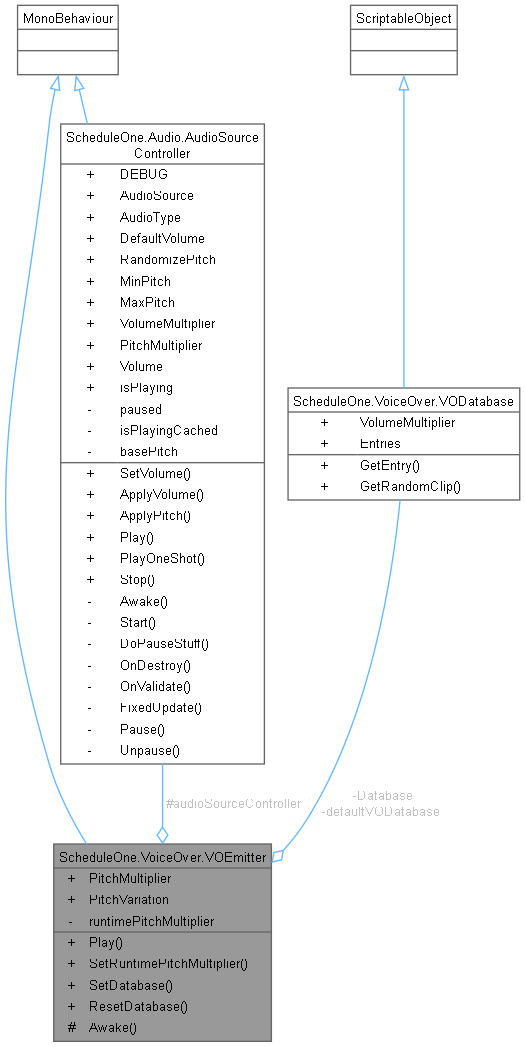 MonoBehaviour
ScriptableObject
ScheduleOne.Audio.AudioSource
Controller
+ DEBUG
+ AudioSource
+ AudioType
+ DefaultVolume
+ RandomizePitch
+ MinPitch
+ MaxPitch
+ VolumeMultiplier
+ PitchMultiplier
+ Volume
+ isPlaying
- paused
- isPlayingCached
- basePitch
+ SetVolume()
+ ApplyVolume()
+ ApplyPitch()
+ Play()
+ PlayOneShot()
+ Stop()
- Awake()
- Start()
- DoPauseStuff()
- OnDestroy()
- OnValidate()
- FixedUpdate()
- Pause()
- Unpause()
ScheduleOne.VoiceOver.VODatabase
+ VolumeMultiplier
+ Entries
+ GetEntry()
+ GetRandomClip()
#audioSourceController
-Database
-defaultVODatabase
ScheduleOne.VoiceOver.VOEmitter
+ PitchMultiplier
+ PitchVariation
- runtimePitchMultiplier
+ Play()
+ SetRuntimePitchMultiplier()
+ SetDatabase()
+ ResetDatabase()
# Awake()